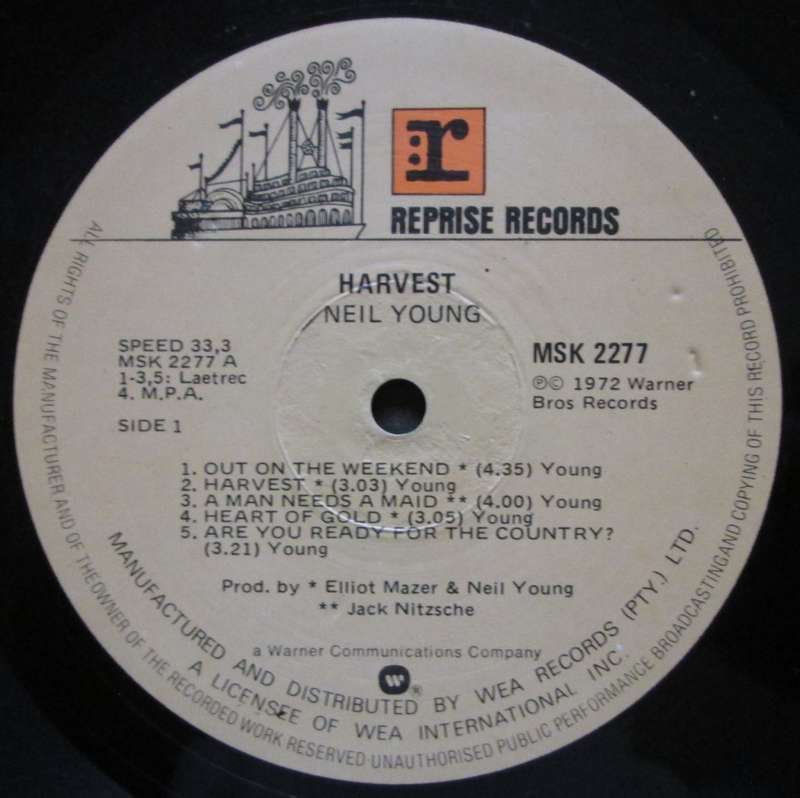 r
REPRISE RECORDS
HARVEST
NEIL YOUNG
SPEED 33,3
MSK 2277 A
1-3,5: Laetrec
4. M.P.A.
SIDE 1
MSK 2277
℗© 1972 Warner
Bros Records
1. OUT ON THE WEEKEND * (4.35) Young
2. HARVEST * (3.03) Young
3. A MAN NEEDS A MAID ** (4.00) Young
4. HEART OF GOLD * (3.05) Young
5. ARE YOU READY FOR THE COUNTRY?
(3.21) Young
Prod. by * Elliot Mazer & Neil Young
** Jack Nitzsche
a Warner Communications Company
W®
MANUFACTURED AND DISTRIBUTED BY WEA RECORDS (PTY.) LTD.
A LICENSEE OF WEA INTERNATIONAL INC.
ALL RIGHTS OF THE MANUFACTURER AND OF THE OWNER OF THE RECORDED WORK RESERVED UNAUTHORISED PUBLIC PERFORMANCE BROADCASTING AND COPYING OF THIS RECORD PROHIBITED